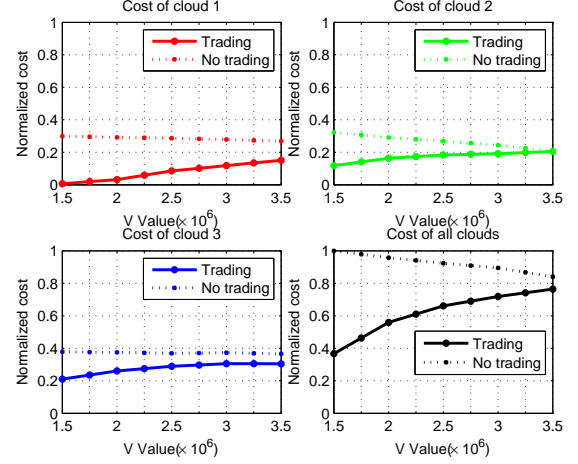 Cost of cloud 1
Normalized cost
1
0.8
0.6
0.4
0.2
0
Trading
No trading
1.5 2 2.5 3 3.5
V Value(× 10^6)
Cost of cloud 2
Normalized cost
1
0.8
0.6
0.4
0.2
0
Trading
No trading
1.5 2 2.5 3 3.5
V Value(× 10^6)
Cost of cloud 3
Normalized cost
1
0.8
0.6
0.4
0.2
0
Trading
No trading
1.5 2 2.5 3 3.5
V Value(× 10^6)
Cost of all clouds
Normalized cost
1
0.8
0.6
0.4
0.2
0
Trading
No trading
1.5 2 2.5 3 3.5
V Value(× 10^6)